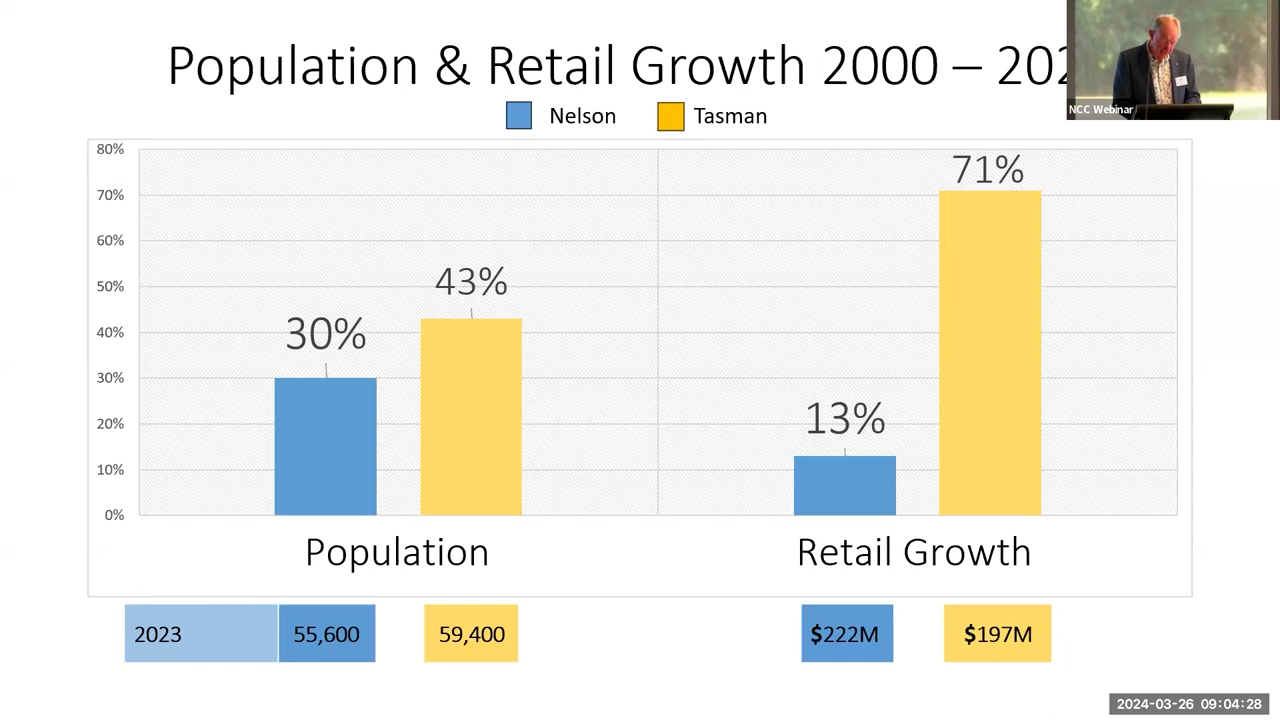 Population & Retail Growth 2000 –
NCC Webinar
Nelson
Tasman
80%
70%
60%
50%
40%
30%
20%
10%
0%
30%
43%
13%
71%
Population
Retail Growth
2023
55,600
59,400
$222M
$197M
2024-03-26 09:04:28